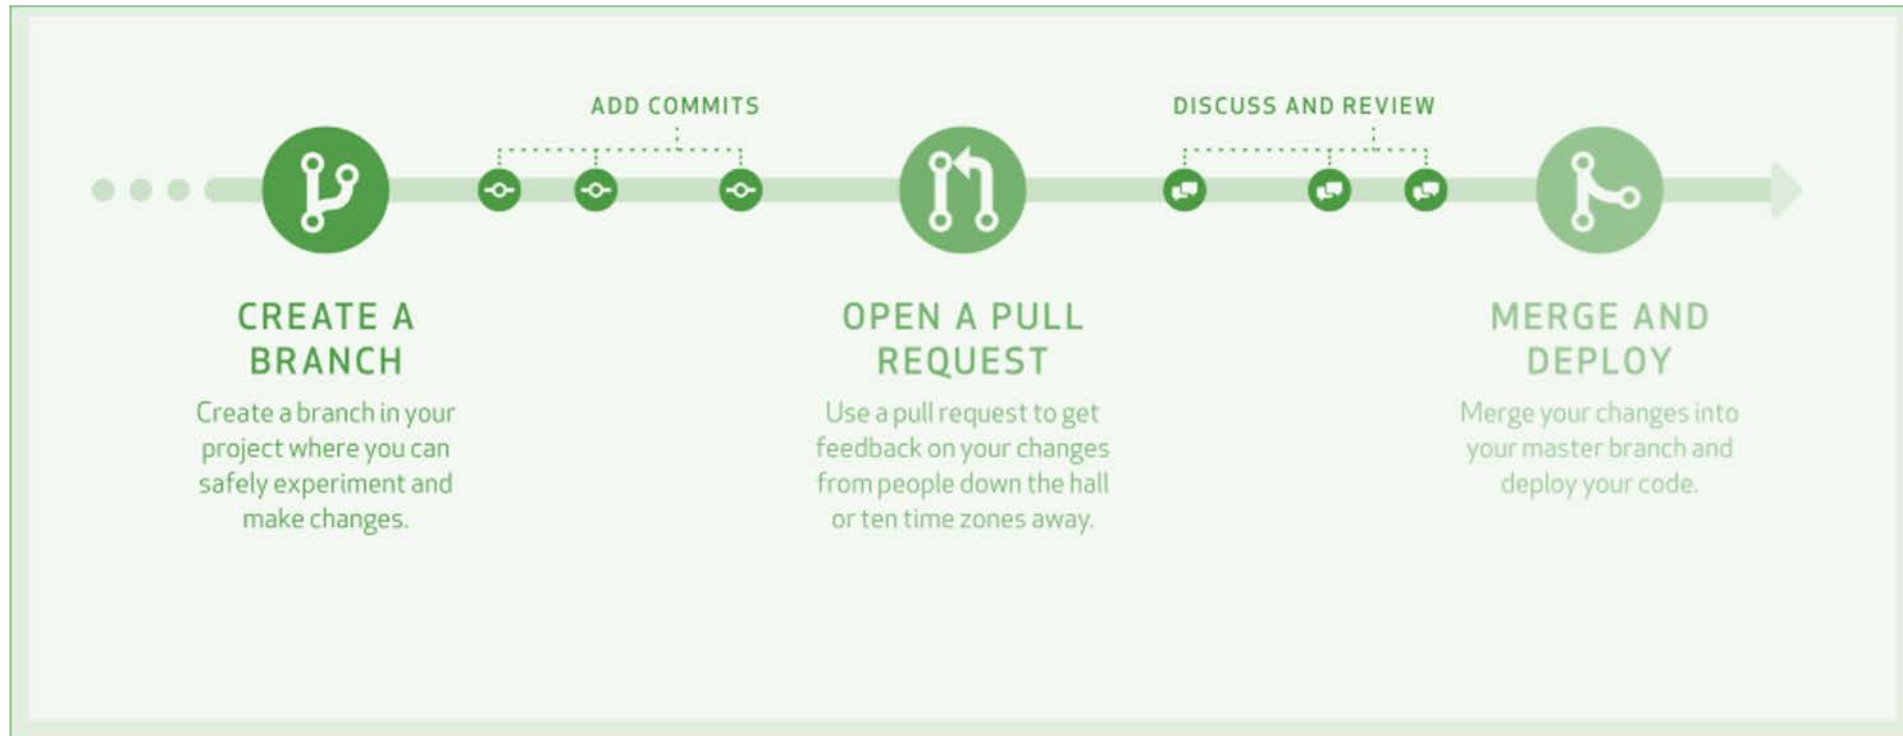 ADD COMMITS
DISCUSS AND REVIEW
CREATE A
BRANCH
Create a branch in your
project where you can
safely experiment and
make changes.
OPEN A PULL
REQUEST
Use a pull request to get
feedback on your changes
from people down the hall
or ten time zones away.
MERGE AND
DEPLOY
Merge your changes into
your master branch and
deploy your code.